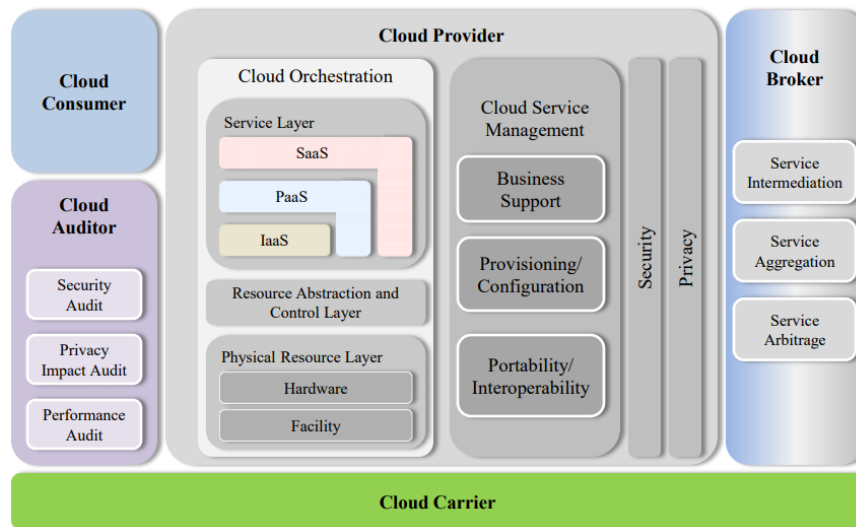 Cloud
Consumer
Cloud
Auditor
Security
Audit
Privacy
Impact Audit
Performance
Audit
Cloud Provider
Cloud Orchestration
Service Layer
SaaS
PaaS
IaaS
Resource Abstraction and
Control Layer
Physical Resource Layer
Hardware
Facility
Cloud Service
Management
Business
Support
Provisioning/
Configuration
Portability/
Interoperability
Security
Privacy
Cloud
Broker
Service
Intermediation
Service
Aggregation
Service
Arbitrage
Cloud Carrier